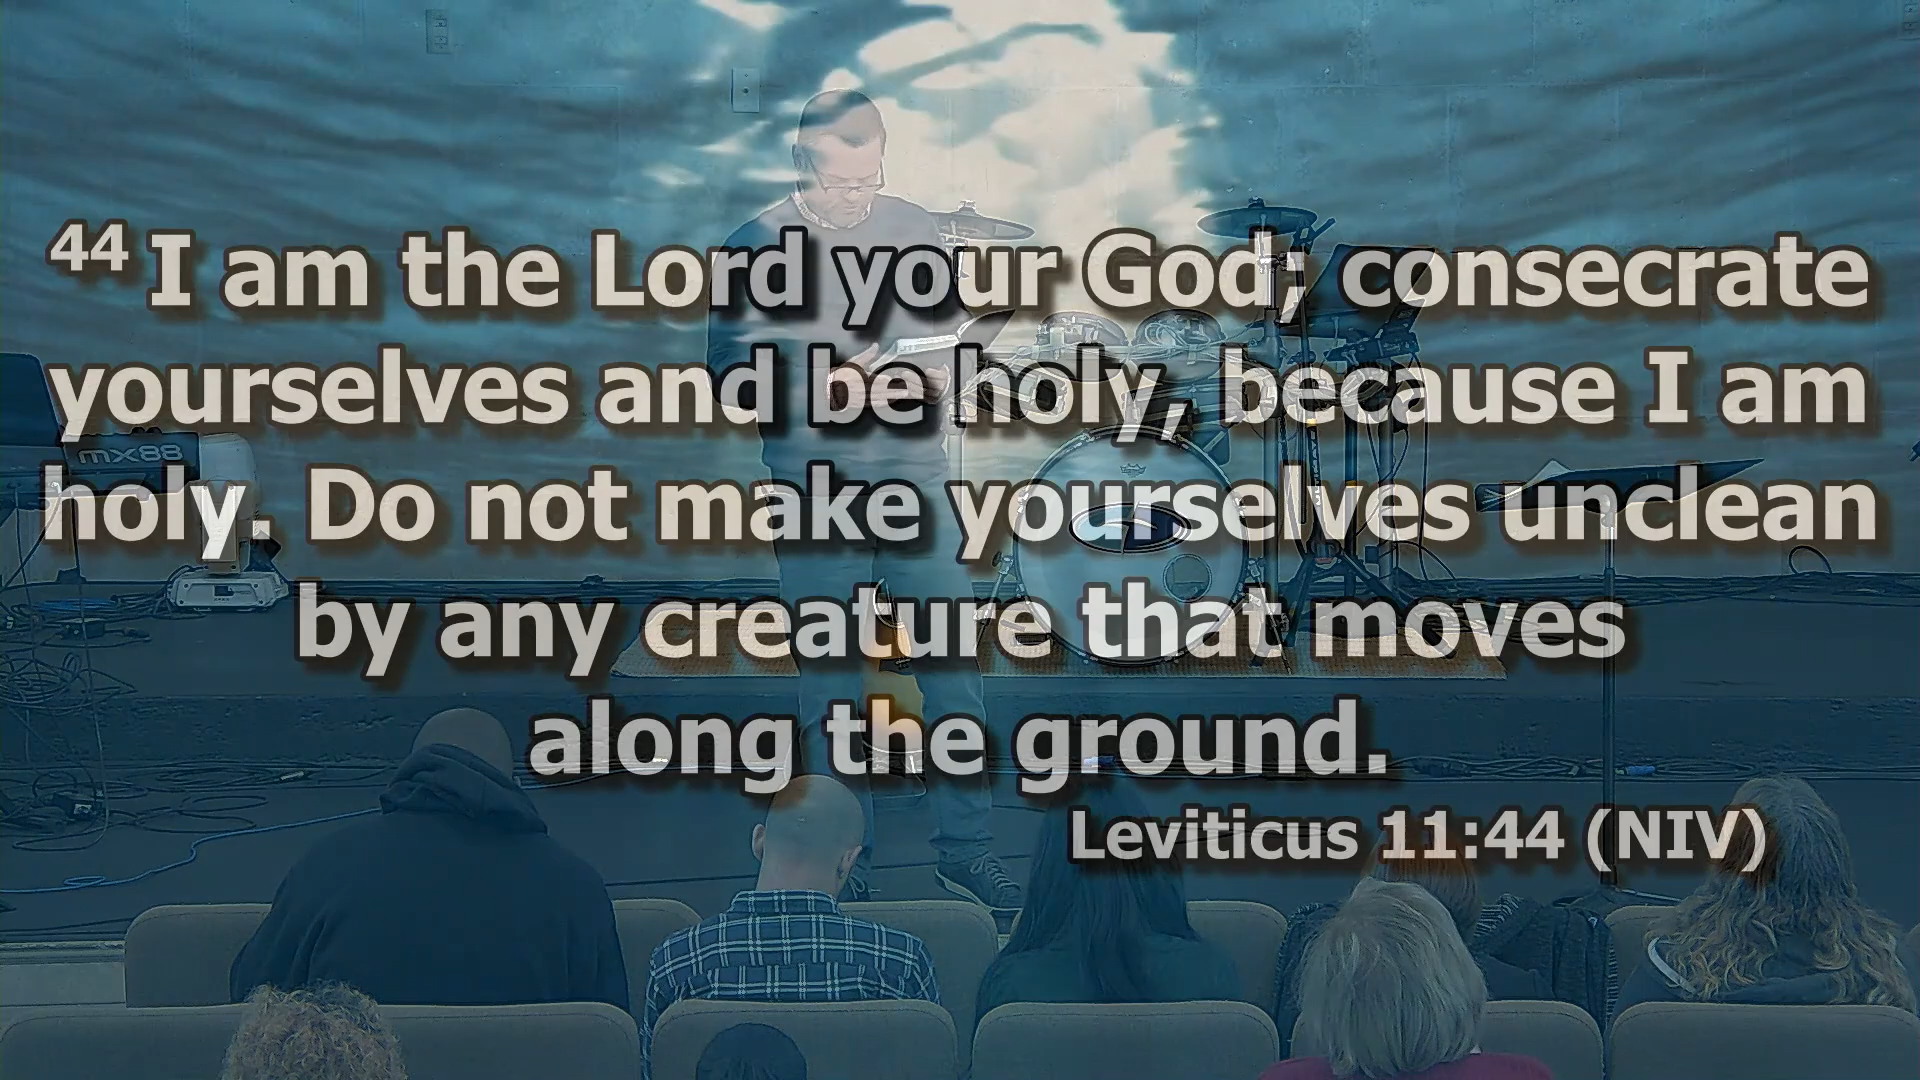 44 I am the Lord your God; consecrate
yourselves and be holy, because I am
holy. Do not make yourselves unclean
by any creature that moves
along the ground.
Leviticus 11:44 (NIV)
mx88